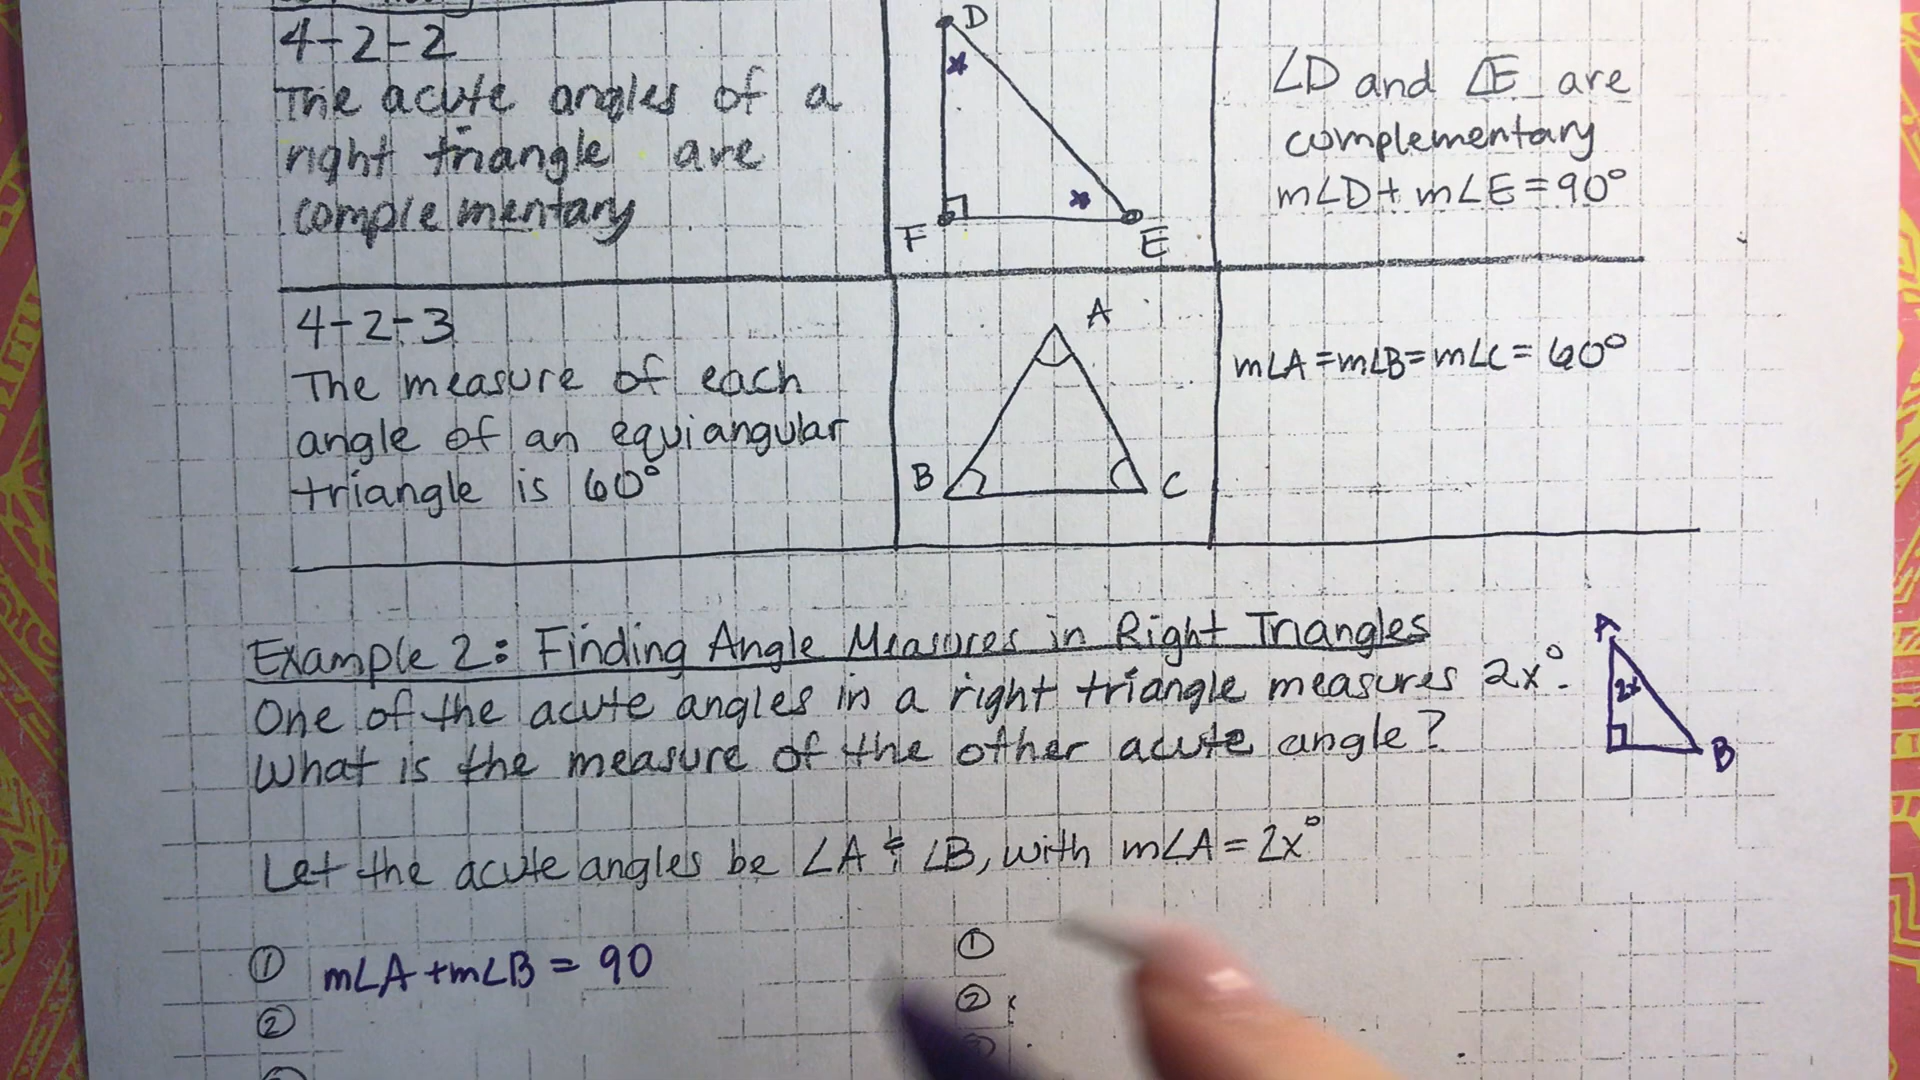 4-2-2
The acute angles of a
right triangle are
complementary
D
F
E
∠D and ∠E are
complementary
m∠D + m∠E = 90°
4-2-3
The measure of each
angle of an equiangular
triangle is 60°
A
B
C
m∠A = m∠B = m∠C = 60°
Example 2: Finding Angle Measures in Right Triangles
One of the acute angles in a right triangle measures 2x°.
What is the measure of the other acute angle?
A
2x
B
Let the acute angles be ∠A & ∠B, with m∠A = 2x°
① m∠A + m∠B = 90
②
①
②